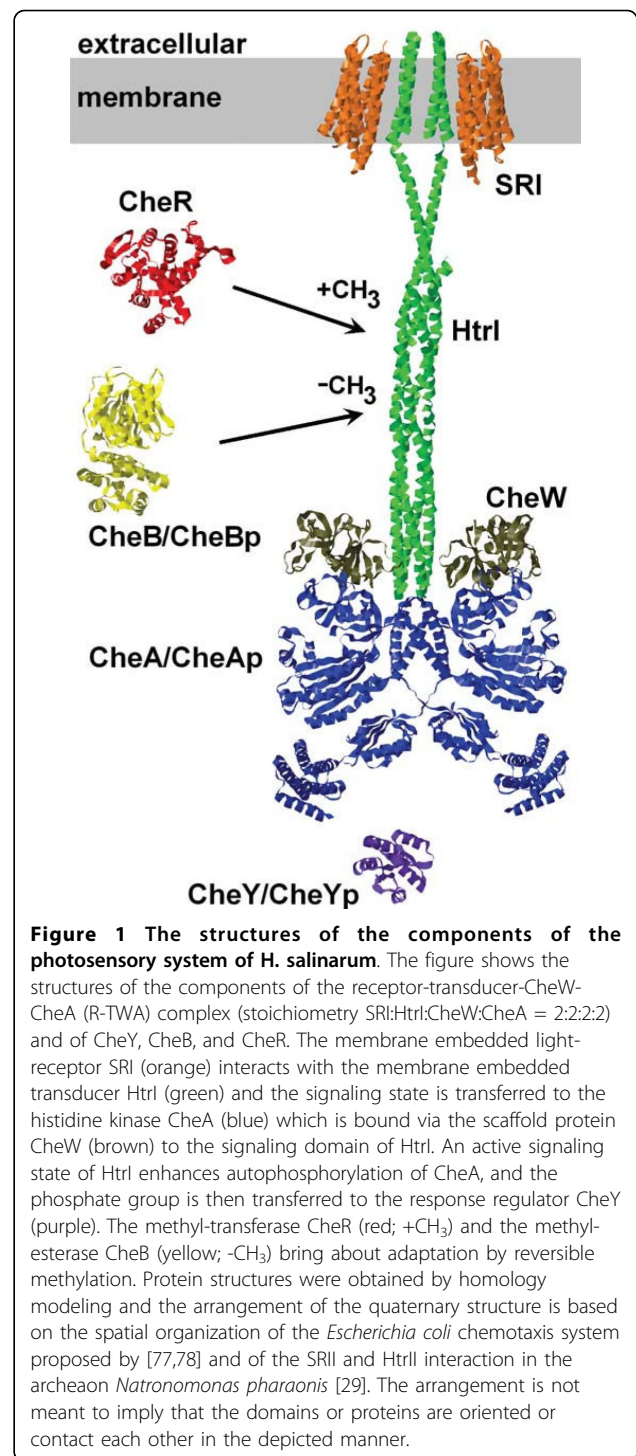 extracellular
membrane
SRI
CheR
+CH3
HtrI
-CH3
CheW
CheB/CheBp
CheA/CheAp
CheY/CheYp
Figure 1 The structures of the components of the
photosensory system of H. salinarum. The figure shows the
structures of the components of the receptor-transducer-CheW-
CheA (R-TWA) complex (stoichiometry SRI:HtrI:CheW:CheA = 2:2:2:2)
and of CheY, CheB, and CheR. The membrane embedded light-
receptor SRI (orange) interacts with the membrane embedded
transducer HtrI (green) and the signaling state is transferred to the
histidine kinase CheA (blue) which is bound via the scaffold protein
CheW (brown) to the signaling domain of HtrI. An active signaling
state of HtrI enhances autophosphorylation of CheA, and the
phosphate group is then transferred to the response regulator CheY
(purple). The methyl-transferase CheR (red; +CH3) and the methyl-
esterase CheB (yellow; -CH3) bring about adaptation by reversible
methylation. Protein structures were obtained by homology
modeling and the arrangement of the quaternary structure is based
on the spatial organization of the Escherichia coli chemotaxis system
proposed by [77,78] and of the SRII and HtrII interaction in the
archeaon Natronomonas pharaonis [29]. The arrangement is not
meant to imply that the domains or proteins are oriented or
contact each other in the depicted manner.